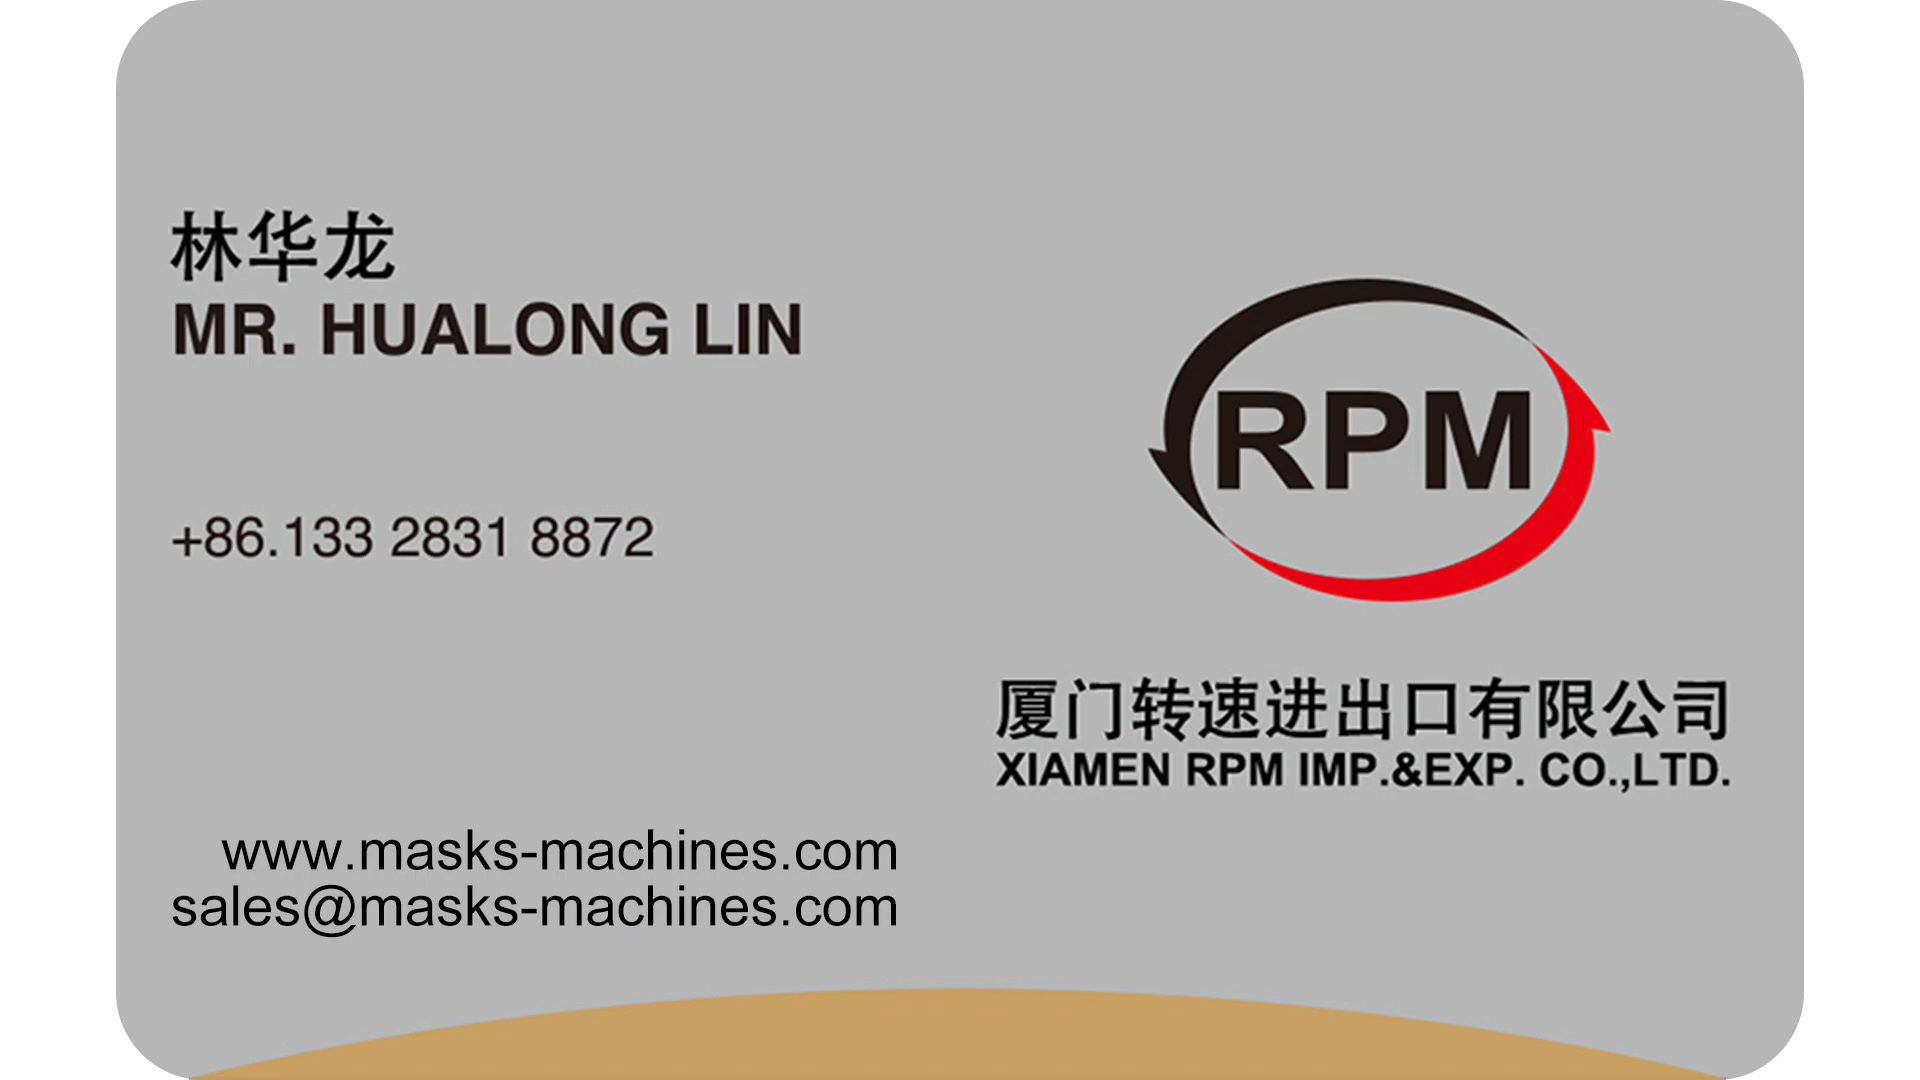 林华龙
MR. HUALONG LIN
+86.133 2831 8872
www.masks-machines.com
sales@masks-machines.com
RPM
厦门转速进出口有限公司
XIAMEN RPM IMP.&EXP. CO.,LTD.